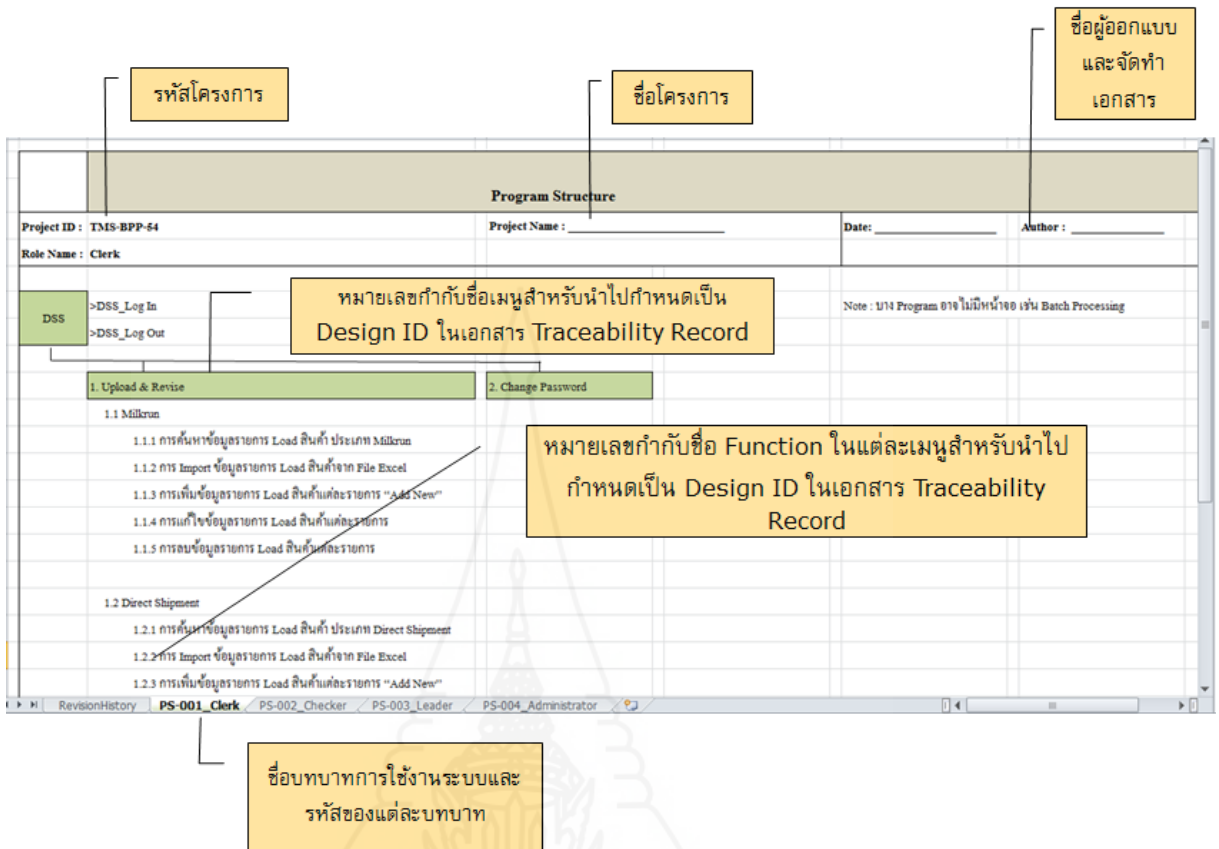 ชื่อผู้ออกแบบ
และจัดทำ
เอกสาร
รหัสโครงการ
ชื่อโครงการ
Program Structure
Project ID : TMS-BPP-54 Project Name : Date: Author :
Role Name : Clerk
DSS
>DSS_Log In
>DSS_Log Out
หมายเลขกำกับชื่อเมนูสำหรับนำไปกำหนดเป็น
Design ID ในเอกสาร Traceability Record
Note : บาง Program อาจไม่มีหน้าจอ เช่น Batch Processing
1. Upload & Revise 2. Change Password
1.1 Milkrun
1.1.1 การค้นหาข้อมูลรายการ Load สินค้า ประเภท Milkrun
1.1.2 การ Import ข้อมูลรายการ Load สินค้าจาก File Excel
1.1.3 การเพิ่มข้อมูลรายการ Load สินค้าแต่ละรายการ “Add New”
1.1.4 การแก้ไขข้อมูลรายการ Load สินค้าแต่ละรายการ
1.1.5 การลบข้อมูลรายการ Load สินค้าแต่ละรายการ
หมายเลขกำกับชื่อ Function ในแต่ละเมนูสำหรับนำไป
กำหนดเป็น Design ID ในเอกสาร Traceability
Record
1.2 Direct Shipment
1.2.1 การค้นหาข้อมูลรายการ Load สินค้า ประเภท Direct Shipment
1.2.2 การ Import ข้อมูลรายการ Load สินค้าจาก File Excel
1.2.3 การเพิ่มข้อมูลรายการ Load สินค้าแต่ละรายการ “Add New”
RevisionHistory PS-001_Clerk PS-002_Checker PS-003_Leader PS-004_Administrator
ชื่อบทบาทการใช้งานระบบและ
รหัสของแต่ละบทบาท